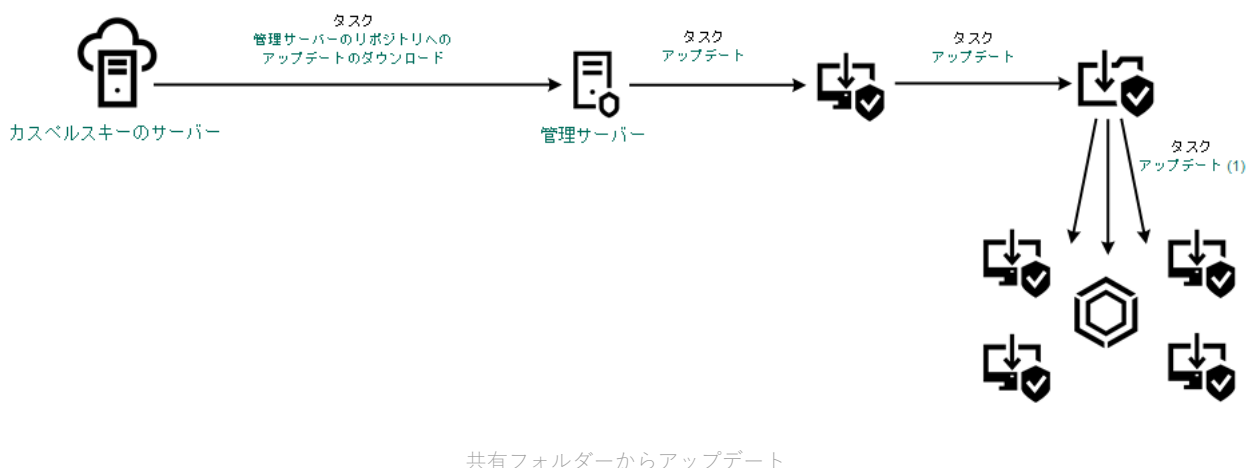 タスク
管理サーバーのリポジトリへの
アップデートのダウンロード
タスク
アップデート
タスク
アップデート
カスペルスキーのサーバー
管理サーバー
タスク
アップデート (1)
共有フォルダーからアップデート